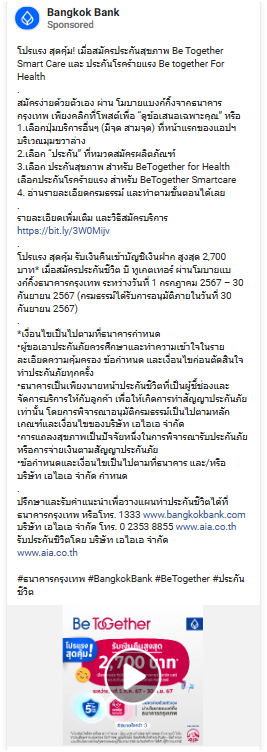 Bangkok Bank
Sponsored
โปรแรง สุดคุ้ม! เมื่อสมัครประกันสุขภาพ Be Together
Smart Care และ ประกันโรคร้ายแรง Be together For
Health
.
สมัครง่ายด้วยตัวเอง ผ่าน โมบายแบงก์กิ้งจากธนาคาร
กรุงเทพ เพียงคลิกที่โพสต์เพื่อ "ดูข้อเสนอเฉพาะคุณ" หรือ
1.เลือกปุ่มบริการอื่นๆ (มีจุด สามจุด) ที่หน้าแรกของแอปฯ
บริเวณมุมขวาล่าง
2.เลือก "ประกัน" ที่หมวดสมัครผลิตภัณฑ์
3.เลือก ประกันสุขภาพ สำหรับ BeTogether for Health
เลือกประกันโรคร้ายแรง สำหรับ BeTogether Smartcare
4. อ่านรายละเอียดกรมธรรม์ และทำตามขั้นตอนได้เลย
.
รายละเอียดเพิ่มเติม และวิธีสมัครบริการ
https://bit.ly/3W0Mijv
.
โปรแรง สุดคุ้ม รับเงินคืนเข้าบัญชีเงินฝาก สูงสุด 2,700
บาท* เมื่อสมัครประกันชีวิต บี ทูเกตเทอร์ ผ่านโมบายแบ
งก์กิ้งธนาคารกรุงเทพ ระหว่างวันที่ 1 กรกฎาคม 2567 – 30
กันยายน 2567 (กรมธรรม์ได้รับการอนุมัติภายในวันที่ 30
กันยายน 2567)
.
*เงื่อนไขเป็นไปตามที่ธนาคารกำหนด
•ผู้ขอเอาประกันภัยควรศึกษาและทำความเข้าใจในราย
ละเอียดความคุ้มครอง ข้อกำหนด และเงื่อนไขก่อนตัดสินใจ
ทำประกันภัยทุกครั้ง
•ธนาคารเป็นเพียงนายหน้าประกันชีวิตที่เป็นผู้ชี้ช่องและ
จัดการบริการให้กับลูกค้า เพื่อให้เกิดการทำสัญญาประกันภัย
เท่านั้น โดยการพิจารณาอนุมัติกรมธรรม์เป็นไปตามหลัก
เกณฑ์และเงื่อนไขของบริษัท เอไอเอ จำกัด
•การแถลงสุขภาพเป็นปัจจัยหนึ่งในการพิจารณารับประกันภัย
หรือการจ่ายเงินตามสัญญาประกันภัย
•ข้อกำหนดและเงื่อนไขเป็นไปตามที่ธนาคาร และ/หรือ
บริษัท เอไอเอ จำกัด กำหนด
.
ปรึกษาและรับคำแนะนำเพื่อวางแผนทำประกันชีวิตได้ที่
ธนาคารกรุงเทพ หรือโทร. 1333 www.bangkokbank.com
บริษัท เอไอเอ จำกัด โทร. 0 2353 8855 www.aia.co.th
รับประกันชีวิตโดย บริษัท เอไอเอ จำกัด
www.aia.co.th
#ธนาคารกรุงเทพ #BangkokBank #BeTogether #ประกัน
ชีวิต
Be Together
โปรแรง
สุดคุ้ม!
รับเงินคืนสูงสุด
2,700 บาท*